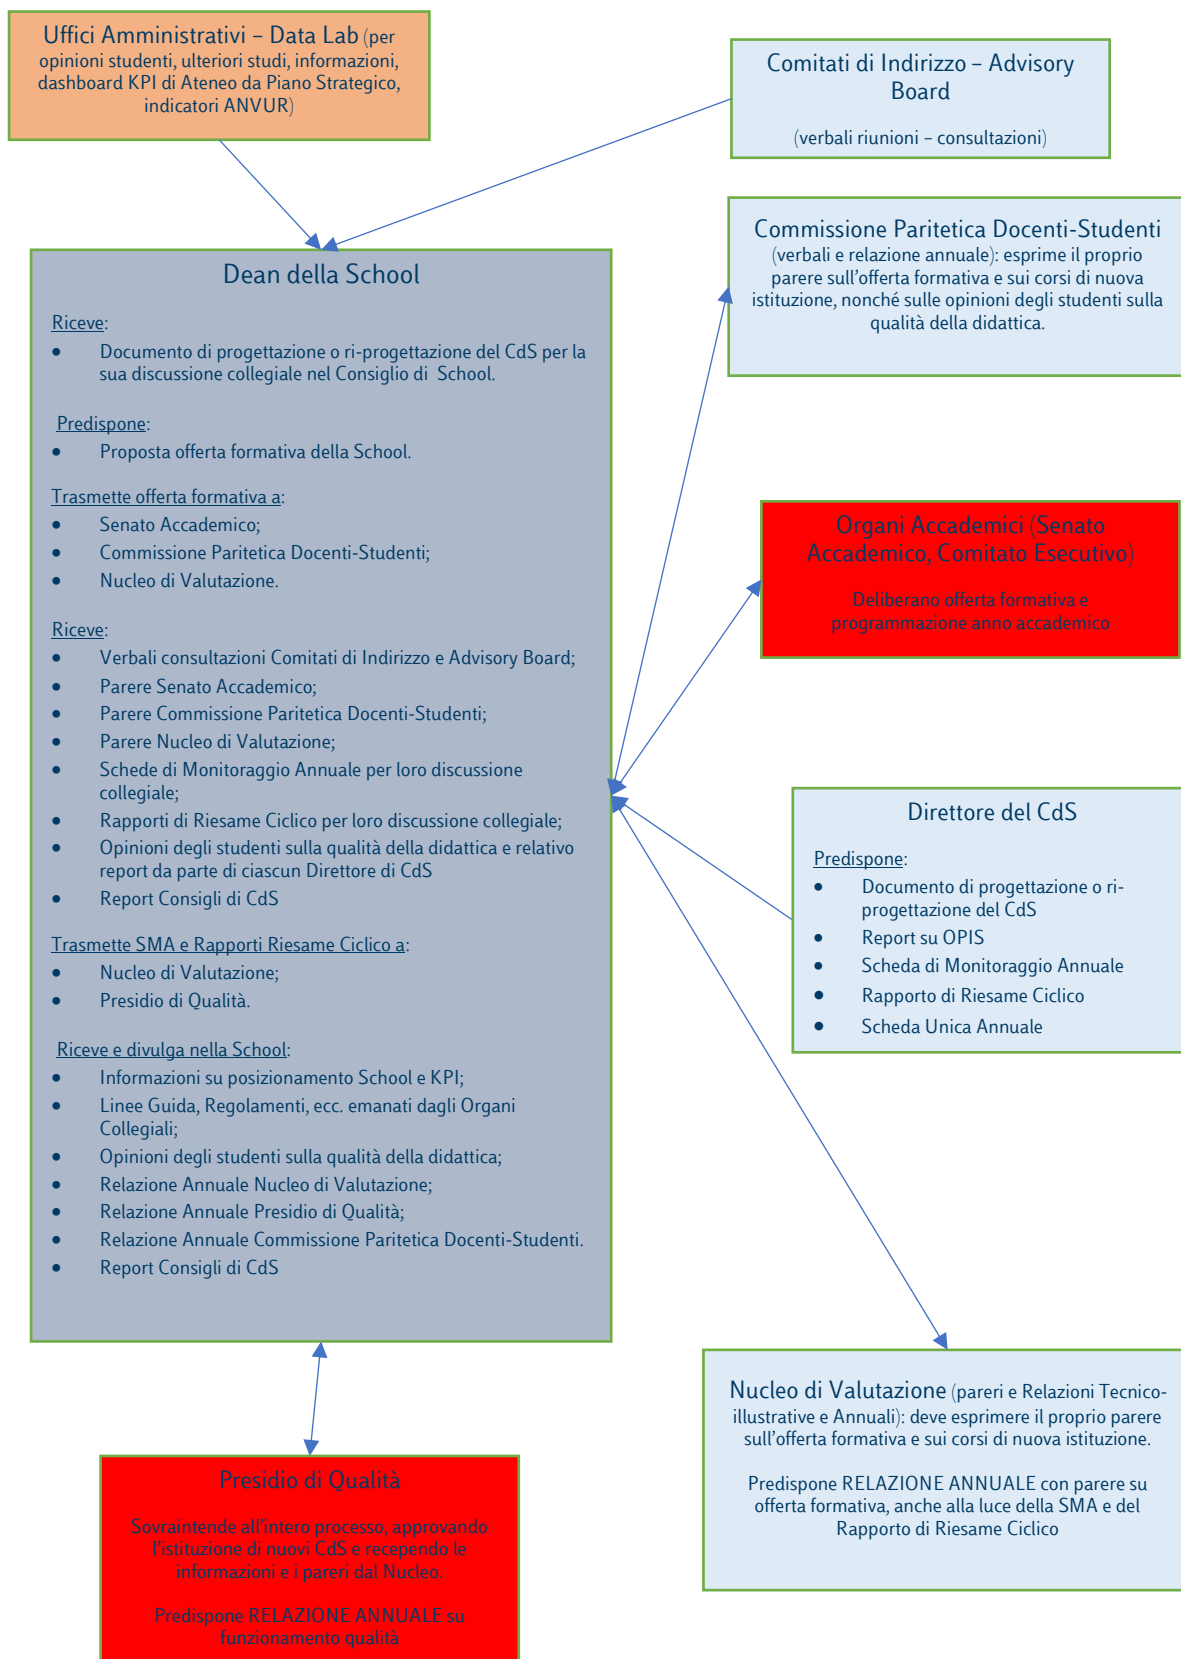 Uffici Amministrativi – Data Lab (per
opinioni studenti, ulteriori studi, informazioni,
dashboard KPI di Ateneo da Piano Strategico,
indicatori ANVUR)
Comitati di Indirizzo – Advisory
Board
(verbali riunioni – consultazioni)
Commissione Paritetica Docenti-Studenti
(verbali e relazione annuale): esprime il proprio
parere sull'offerta formativa e sui corsi di nuova
istituzione, nonché sulle opinioni degli studenti sulla
qualità della didattica.
Dean della School
Riceve:
• Documento di progettazione o ri-progettazione del CdS per la
sua discussione collegiale nel Consiglio di School.
Predispone:
• Proposta offerta formativa della School.
Trasmette offerta formativa a:
• Senato Accademico;
• Commissione Paritetica Docenti-Studenti;
• Nucleo di Valutazione.
Riceve:
• Verbali consultazioni Comitati di Indirizzo e Advisory Board;
• Parere Senato Accademico;
• Parere Commissione Paritetica Docenti-Studenti;
• Parere Nucleo di Valutazione;
• Schede di Monitoraggio Annuale per loro discussione
collegiale;
• Rapporti di Riesame Ciclico per loro discussione collegiale;
• Opinioni degli studenti sulla qualità della didattica e relativo
report da parte di ciascun Direttore di CdS
• Report Consigli di CdS
Trasmette SMA e Rapporti Riesame Ciclico a:
• Nucleo di Valutazione;
• Presidio di Qualità.
Riceve e divulga nella School:
• Informazioni su posizionamento School e KPI;
• Linee Guida, Regolamenti, ecc. emanati dagli Organi
Collegiali;
• Opinioni degli studenti sulla qualità della didattica;
• Relazione Annuale Nucleo di Valutazione;
• Relazione Annuale Presidio di Qualità;
• Relazione Annuale Commissione Paritetica Docenti-Studenti.
• Report Consigli di CdS
Organi Accademici (Senato
Accademico, Comitato Esecutivo)
Deliberano offerta formativa e
programmazione anno accademico
Direttore del CdS
Predispone:
• Documento di progettazione o ri-
progettazione del CdS
• Report su OPIS
• Scheda di Monitoraggio Annuale
• Rapporto di Riesame Ciclico
• Scheda Unica Annuale
Nucleo di Valutazione (pareri e Relazioni Tecnico-
illustrative e Annuali): deve esprimere il proprio parere
sull'offerta formativa e sui corsi di nuova istituzione.
Predispone RELAZIONE ANNUALE con parere su
offerta formativa, anche alla luce della SMA e del
Rapporto di Riesame Ciclico
Presidio di Qualità
Sovraintende all'intero processo, approvando
l'istituzione di nuovi CdS e recependo le
informazioni e i pareri dal Nucleo.
Predispone RELAZIONE ANNUALE su
funzionamento qualità